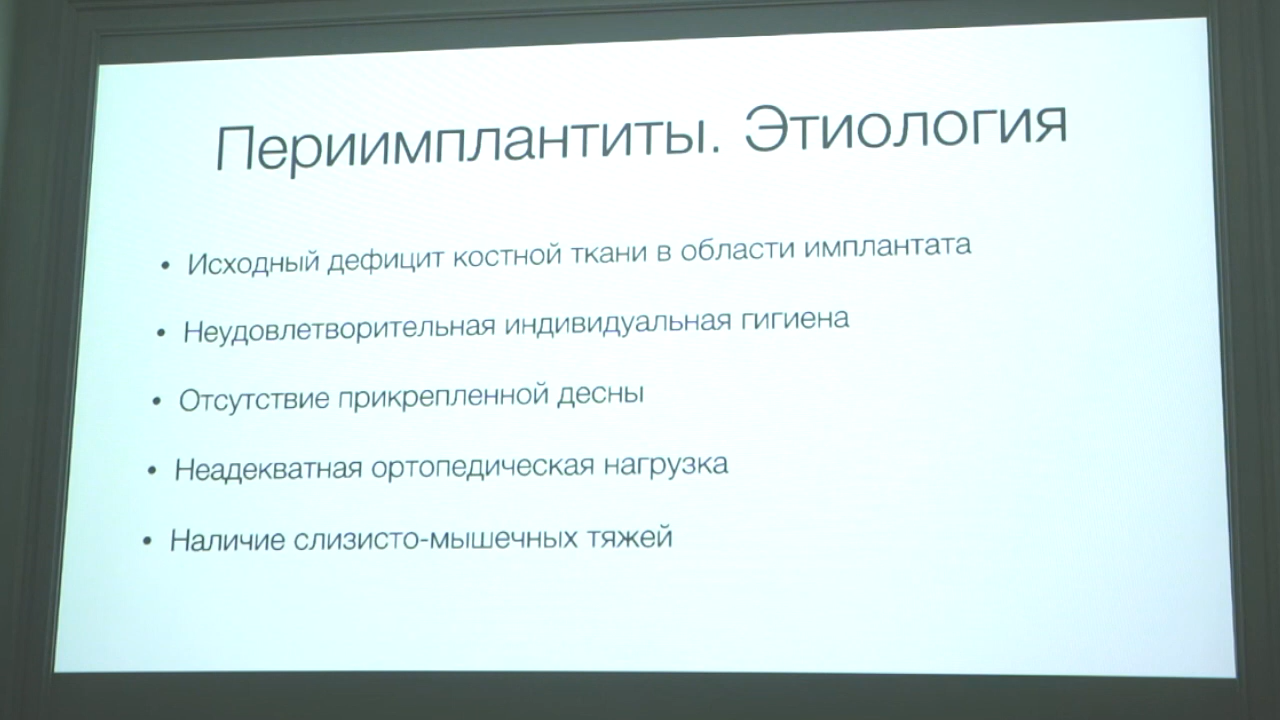 Периимплантиты. Этиология
• Исходный дефицит костной ткани в области имплантата
• Неудовлетворительная индивидуальная гигиена
• Отсутствие прикрепленной десны
• Неадекватная ортопедическая нагрузка
• Наличие слизисто-мышечных тяжей